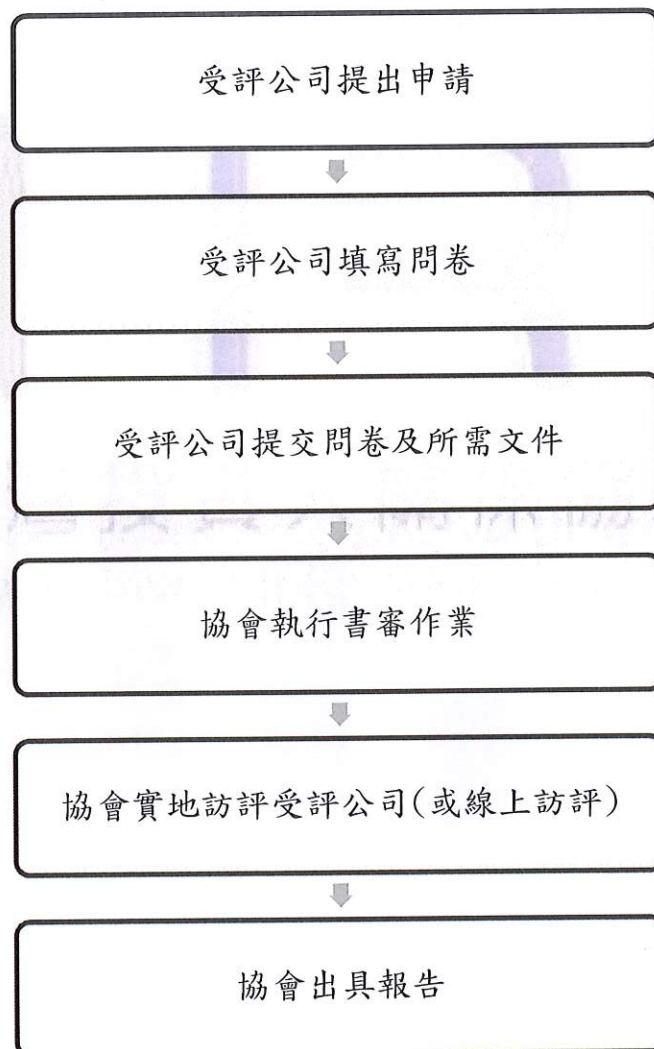 受評公司提出申請
受評公司填寫問卷
受評公司提交問卷及所需文件
協會執行書審作業
協會實地訪評受評公司(或線上訪評)
協會出具報告